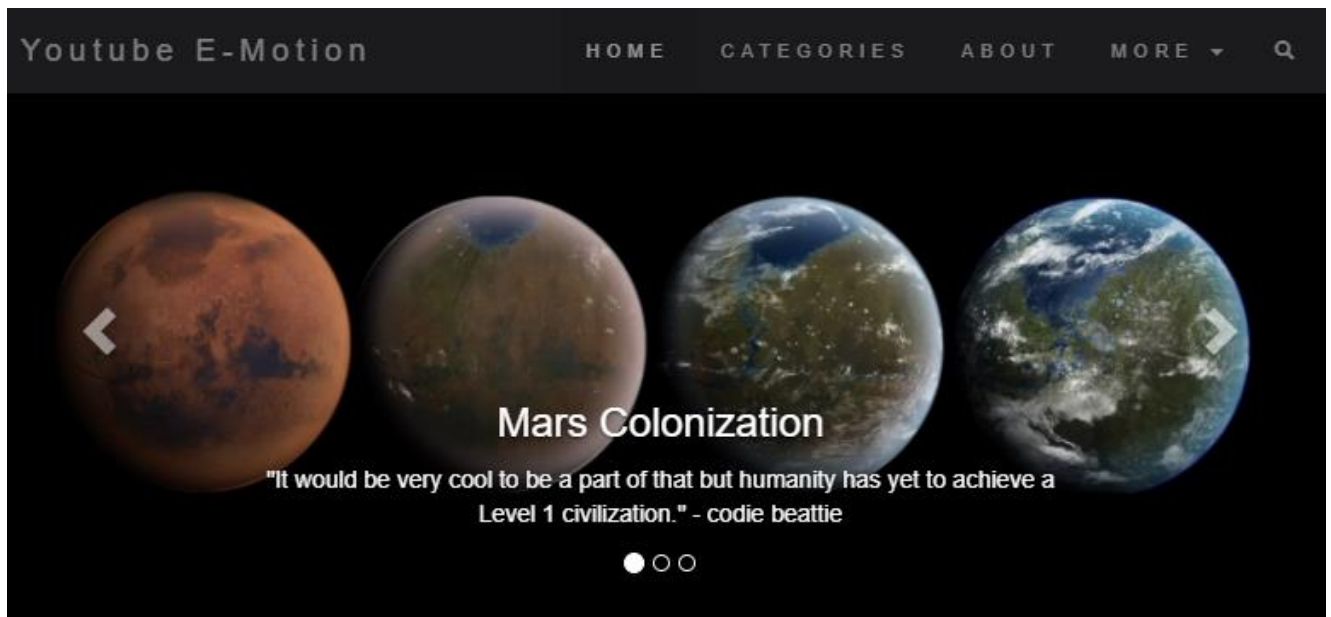 Youtube E-Motion HOME CATEGORIES ABOUT MORE
Mars Colonization
"It would be very cool to be a part of that but humanity has yet to achieve a
Level 1 civilization." - codie beattie